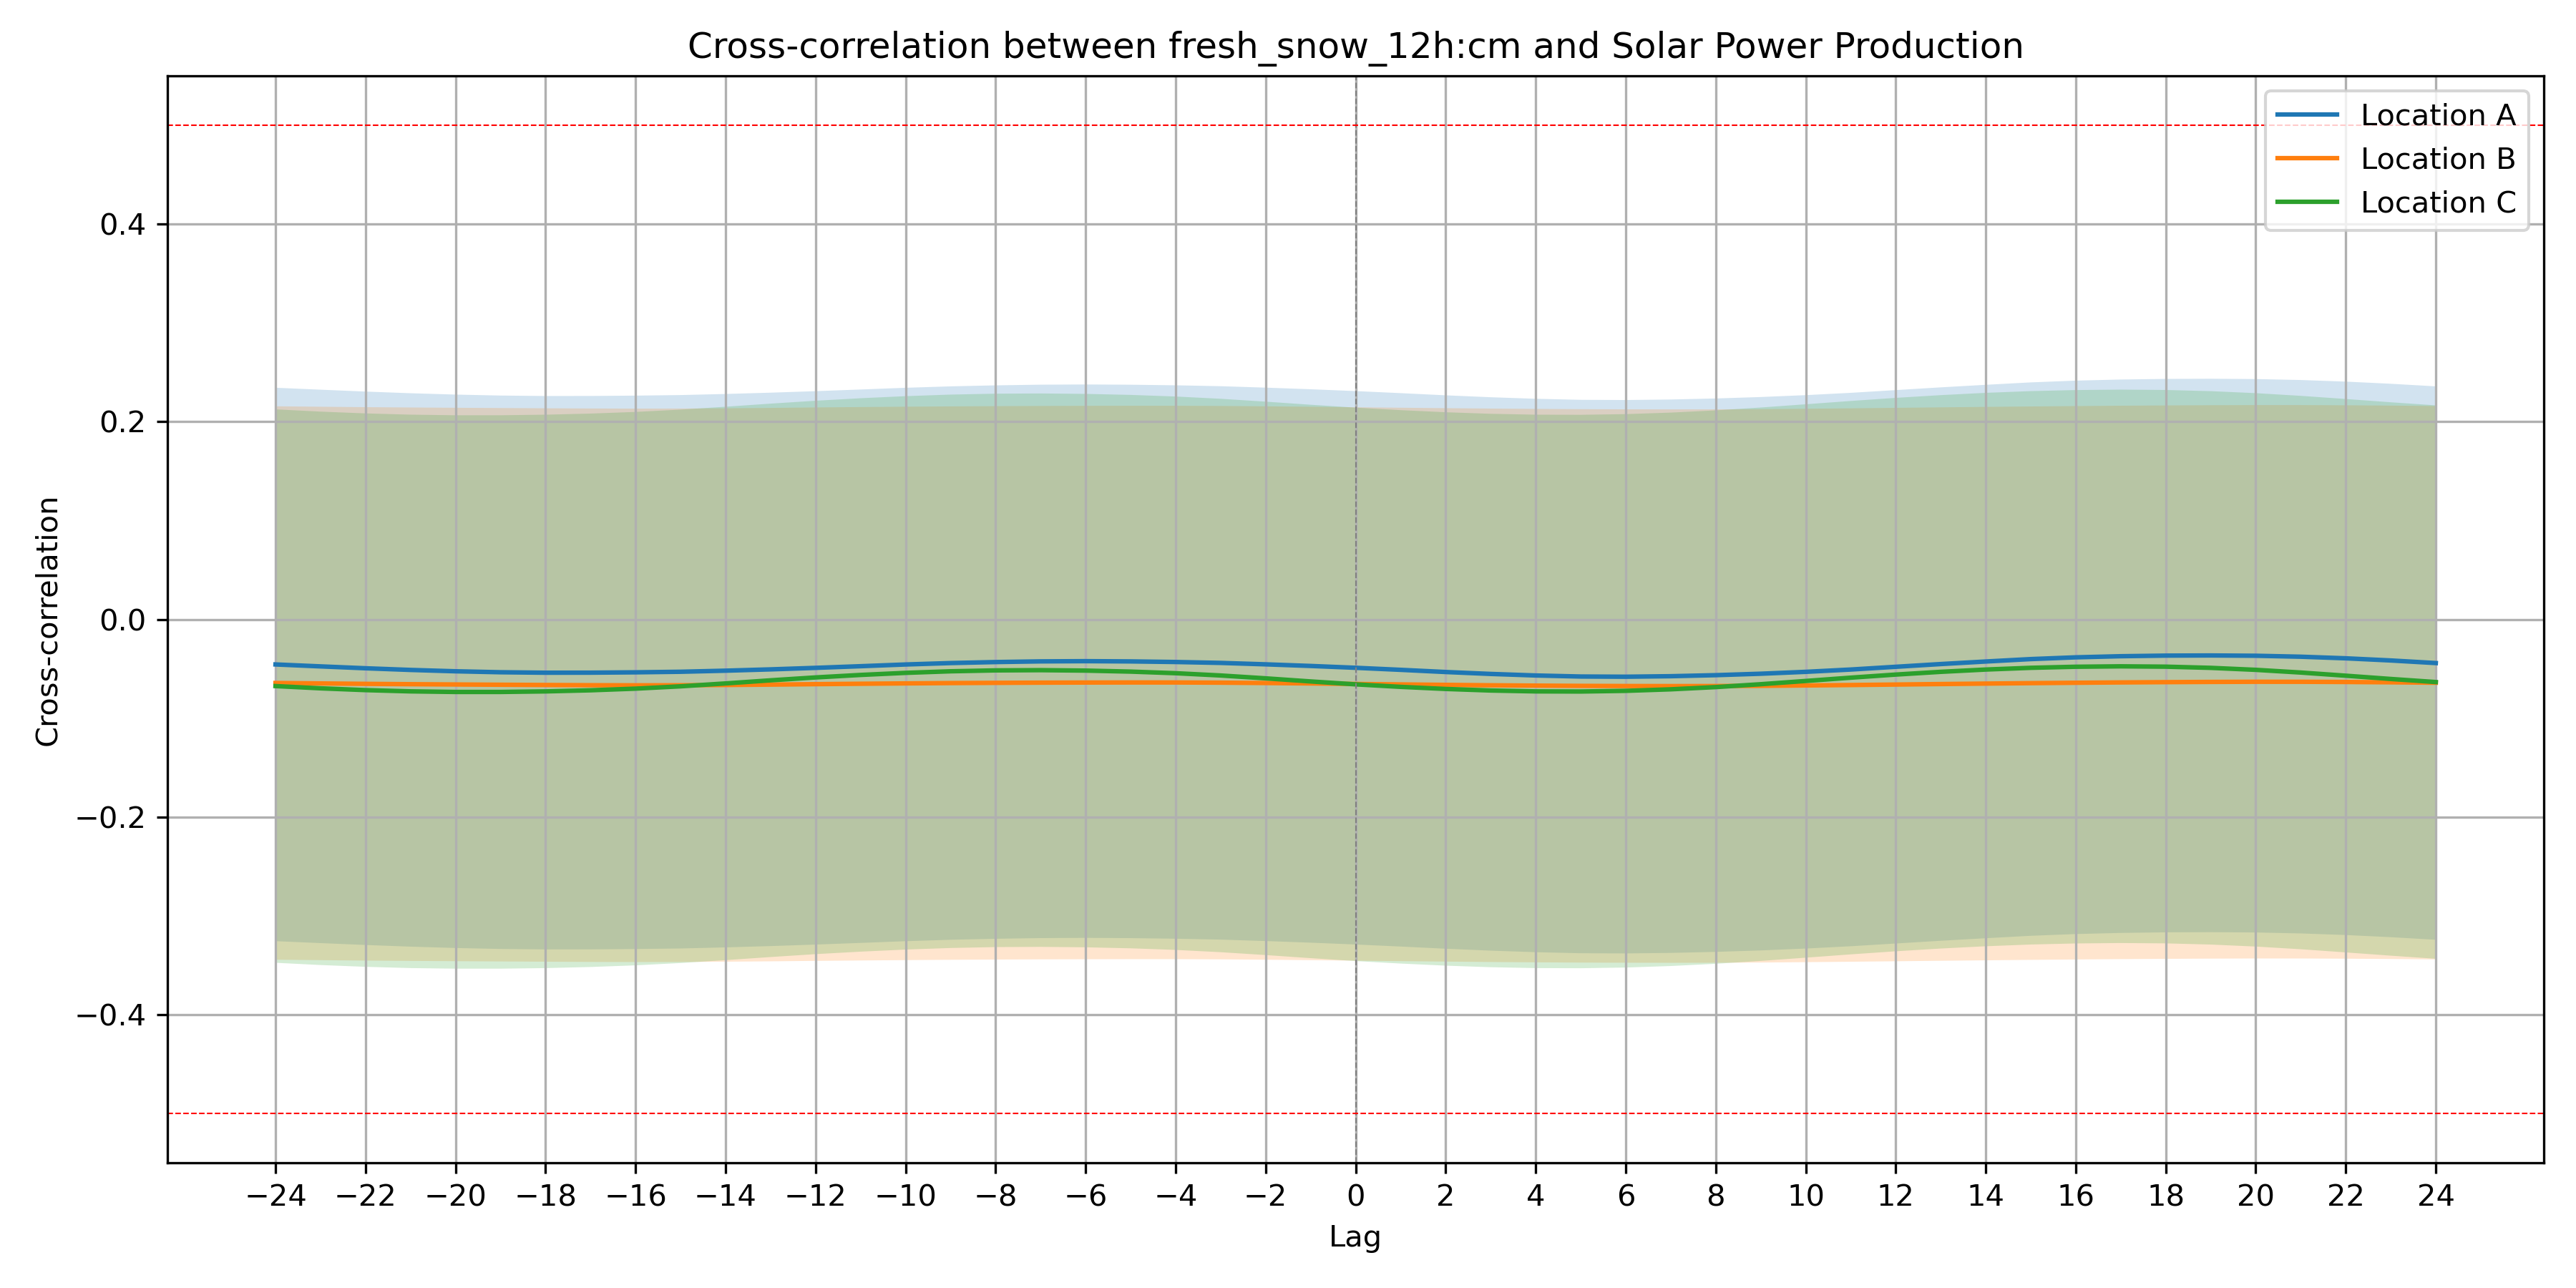 Cross-correlation between fresh_snow_12h:cm and Solar Power Production
Location A
Location B
Location C
Cross-correlation
0.4
0.2
0.0
−0.2
−0.4
−24 −22 −20 −18 −16 −14 −12 −10 −8 −6 −4 −2 0 2 4 6 8 10 12 14 16 18 20 22 24
Lag